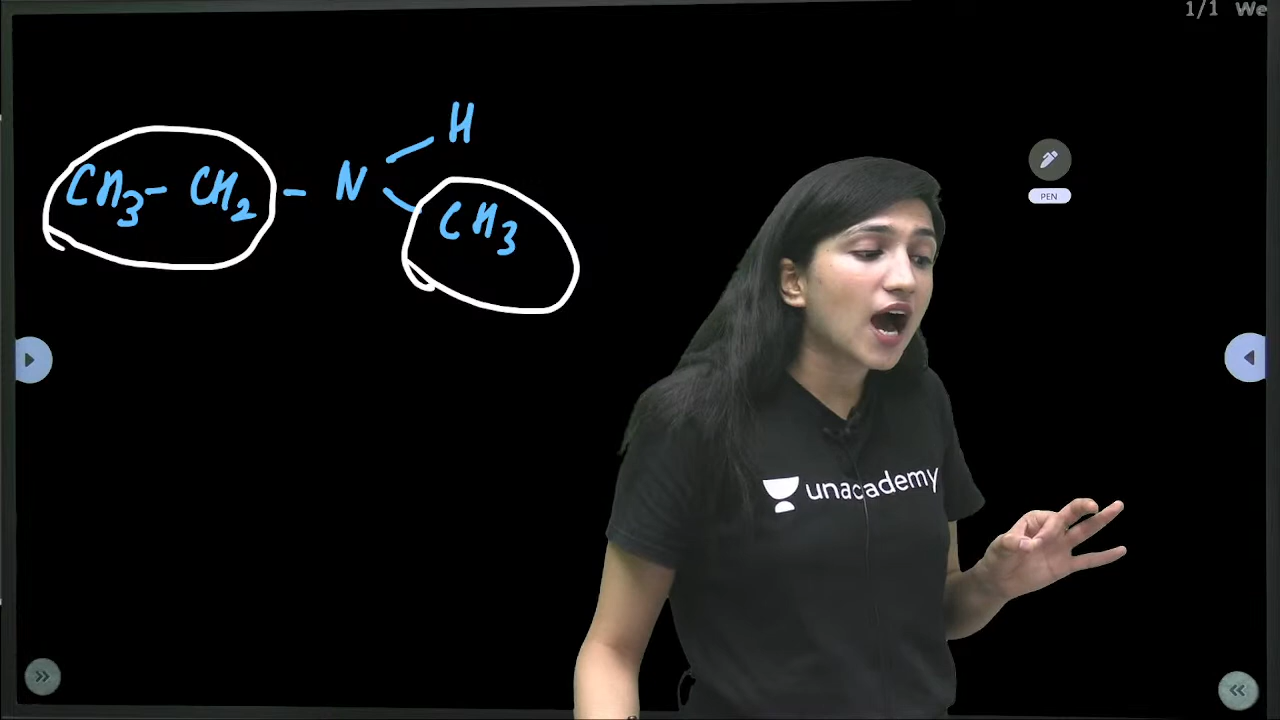 1/1 We
H
CH3 - CH2 - N
CH3
PEN
unacademy